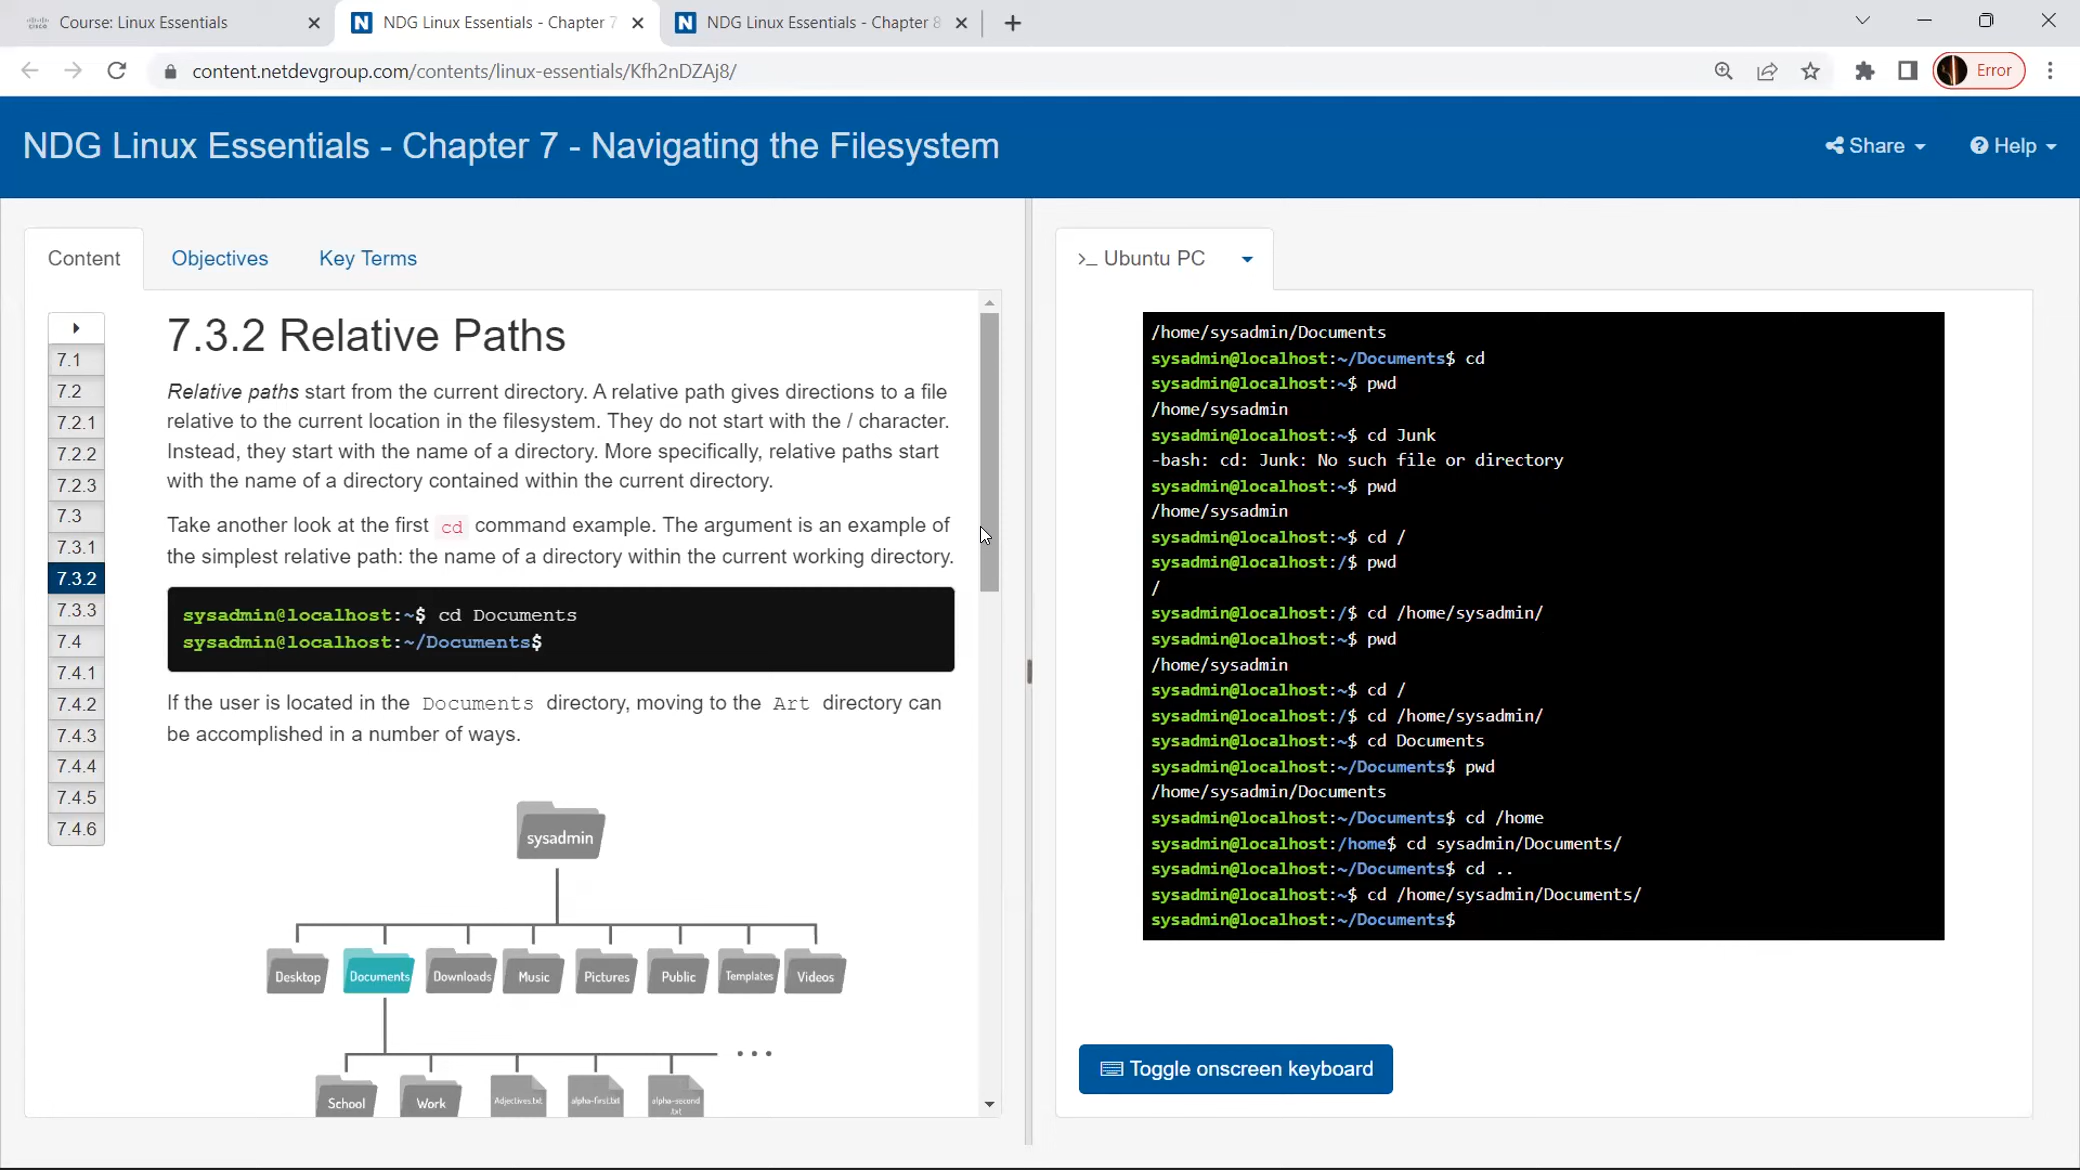 Course: Linux Essentials
NDG Linux Essentials - Chapter 7
NDG Linux Essentials - Chapter 8
content.netdevgroup.com/contents/linux-essentials/Kfh2nDZAj8/
Error
NDG Linux Essentials - Chapter 7 - Navigating the Filesystem
Share
Help
Content
Objectives
Key Terms
7.1
7.2
7.2.1
7.2.2
7.2.3
7.3
7.3.1
7.3.2
7.3.3
7.4
7.4.1
7.4.2
7.4.3
7.4.4
7.4.5
7.4.6
7.3.2 Relative Paths
Relative paths start from the current directory. A relative path gives directions to a file
relative to the current location in the filesystem. They do not start with the / character.
Instead, they start with the name of a directory. More specifically, relative paths start
with the name of a directory contained within the current directory.
Take another look at the first cd command example. The argument is an example of
the simplest relative path: the name of a directory within the current working directory.
sysadmin@localhost:~$ cd Documents
sysadmin@localhost:~/Documents$
If the user is located in the Documents directory, moving to the Art directory can
be accomplished in a number of ways.
sysadmin
Desktop
Documents
Downloads
Music
Pictures
Public
Templates
Videos
...
School
Work
Adjectives.txt
alpha-first.txt
alpha-second
.txt
>_ Ubuntu PC
/home/sysadmin/Documents
sysadmin@localhost:~/Documents$ cd
sysadmin@localhost:~$ pwd
/home/sysadmin
sysadmin@localhost:~$ cd Junk
-bash: cd: Junk: No such file or directory
sysadmin@localhost:~$ pwd
/home/sysadmin
sysadmin@localhost:~$ cd /
sysadmin@localhost:/$ pwd
/
sysadmin@localhost:/$ cd /home/sysadmin/
sysadmin@localhost:~$ pwd
/home/sysadmin
sysadmin@localhost:~$ cd /
sysadmin@localhost:/$ cd /home/sysadmin/
sysadmin@localhost:~$ cd Documents
sysadmin@localhost:~/Documents$ pwd
/home/sysadmin/Documents
sysadmin@localhost:~/Documents$ cd /home
sysadmin@localhost:/home$ cd sysadmin/Documents/
sysadmin@localhost:~/Documents$ cd ..
sysadmin@localhost:~$ cd /home/sysadmin/Documents/
sysadmin@localhost:~/Documents$
Toggle onscreen keyboard